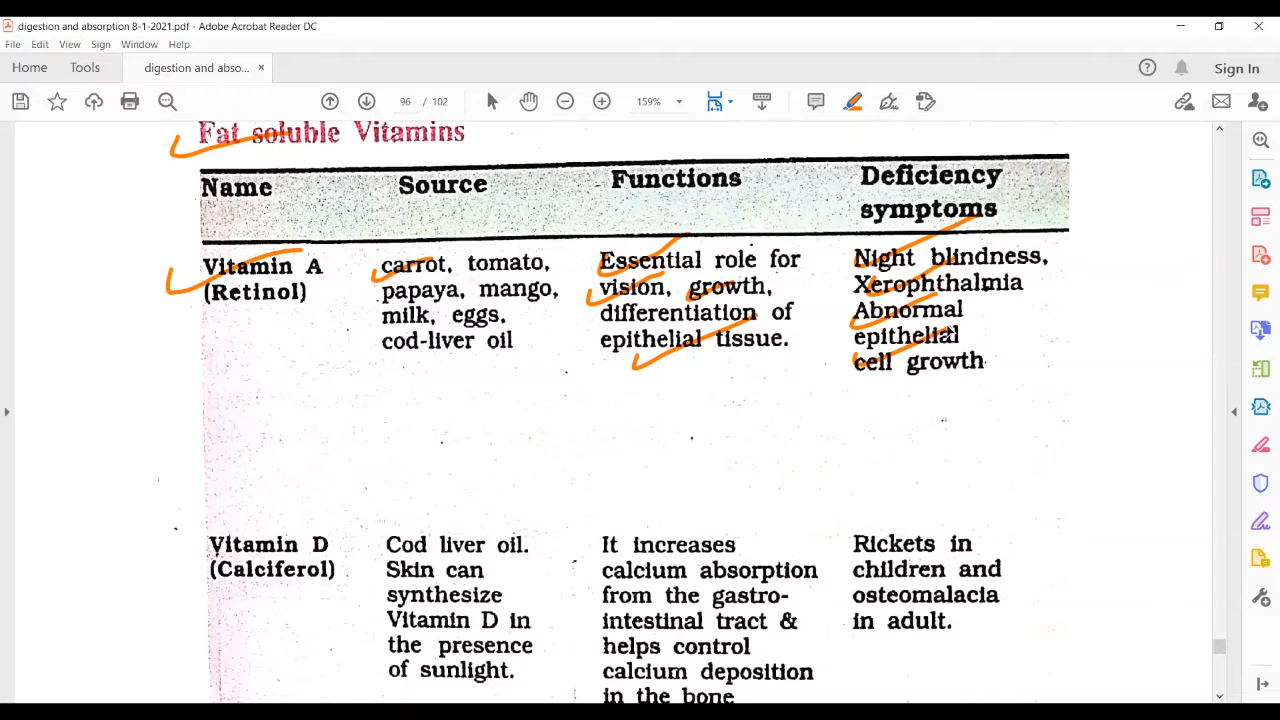 digestion and absorption 8-1-2021.pdf - Adobe Acrobat Reader DC
File Edit View Sign Window Help
Home Tools digestion and abso... × Sign In
96 / 102 159%
Fat soluble Vitamins
Name Source Functions Deficiency symptoms
Vitamin A
(Retinol)
carrot, tomato,
papaya, mango,
milk, eggs.
cod-liver oil
Essential role for
vision, growth,
differentiation of
epithelial tissue.
Night blindness,
Xerophthalmia
Abnormal
epithelial
cell growth
Vitamin D
(Calciferol)
Cod liver oil.
Skin can
synthesize
Vitamin D in
the presence
of sunlight.
It increases
calcium absorption
from the gastro-
intestinal tract &
helps control
calcium deposition
in the bone
Rickets in
children and
osteomalacia
in adult.